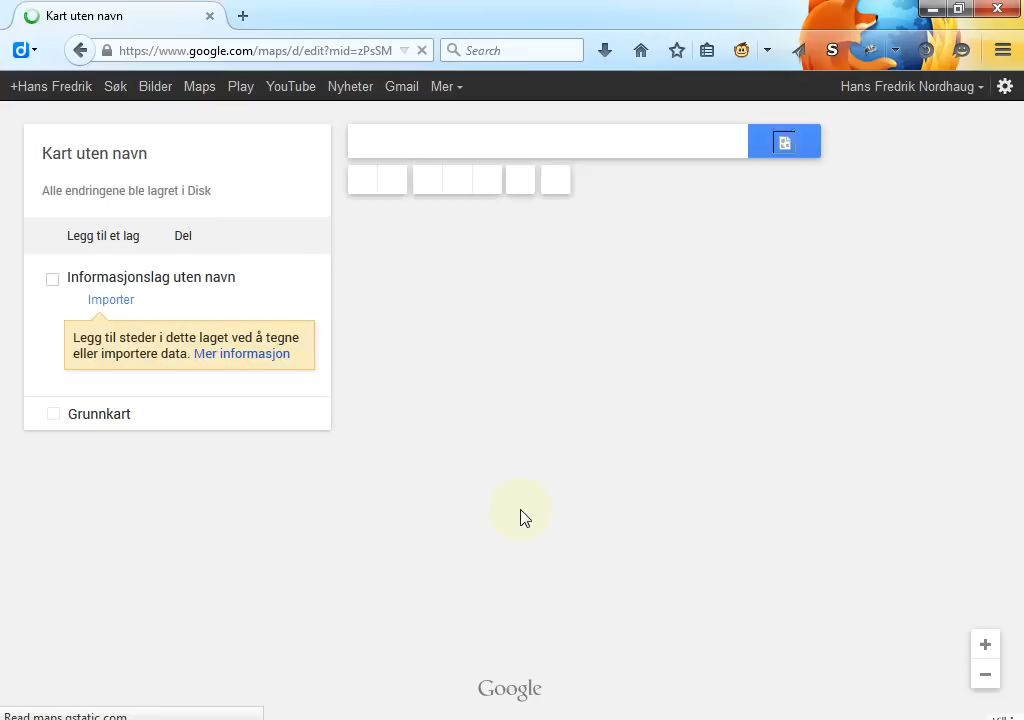 Kart uten navn
https://www.google.com/maps/d/edit?mid=zPsSM
Search
+Hans Fredrik Søk Bilder Maps Play YouTube Nyheter Gmail Mer
Hans Fredrik Nordhaug
Kart uten navn
Alle endringene ble lagret i Disk
Legg til et lag Del
Informasjonslag uten navn
Importer
Legg til steder i dette laget ved å tegne
eller importere data. Mer informasjon
Grunnkart
Google
Read maps.gstatic.com